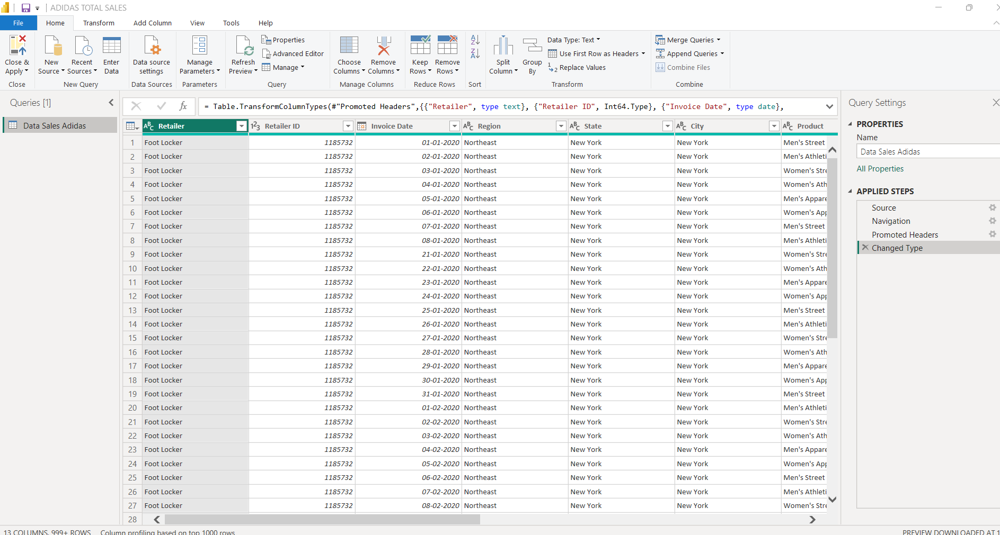 ADIDAS TOTAL SALES
File Home Transform Add Column View Tools Help
Close & Apply
New Source
Recent Sources
Enter Data
Data source settings
Manage Parameters
Refresh Preview
Properties
Advanced Editor
Manage
Choose Columns
Remove Columns
Keep Rows
Remove Rows
Split Column
Group By
Data Type: Text
Use First Row as Headers
Replace Values
Merge Queries
Append Queries
Combine Files
Close New Query Data Sources Parameters Query Manage Columns Reduce Rows Sort Transform Combine
Queries [1]
Data Sales Adidas
= Table.TransformColumnTypes(#"Promoted Headers",{{"Retailer", type text}, {"Retailer ID", Int64.Type}, {"Invoice Date", type date},
Retailer Retailer ID Invoice Date Region State City Product
1 Foot Locker 1185732 01-01-2020 Northeast New York New York Men's Street
2 Foot Locker 1185732 02-01-2020 Northeast New York New York Men's Athleti
3 Foot Locker 1185732 03-01-2020 Northeast New York New York Women's Stre
4 Foot Locker 1185732 04-01-2020 Northeast New York New York Women's Ath
5 Foot Locker 1185732 05-01-2020 Northeast New York New York Men's Appare
6 Foot Locker 1185732 06-01-2020 Northeast New York New York Women's App
7 Foot Locker 1185732 07-01-2020 Northeast New York New York Men's Street
8 Foot Locker 1185732 08-01-2020 Northeast New York New York Men's Athleti
9 Foot Locker 1185732 21-01-2020 Northeast New York New York Women's Stre
10 Foot Locker 1185732 22-01-2020 Northeast New York New York Women's Ath
11 Foot Locker 1185732 23-01-2020 Northeast New York New York Men's Appare
12 Foot Locker 1185732 24-01-2020 Northeast New York New York Women's App
13 Foot Locker 1185732 25-01-2020 Northeast New York New York Men's Street
14 Foot Locker 1185732 26-01-2020 Northeast New York New York Men's Athleti
15 Foot Locker 1185732 27-01-2020 Northeast New York New York Women's Stre
16 Foot Locker 1185732 28-01-2020 Northeast New York New York Women's Ath
17 Foot Locker 1185732 29-01-2020 Northeast New York New York Men's Appare
18 Foot Locker 1185732 30-01-2020 Northeast New York New York Women's App
19 Foot Locker 1185732 31-01-2020 Northeast New York New York Men's Street
20 Foot Locker 1185732 01-02-2020 Northeast New York New York Men's Athleti
21 Foot Locker 1185732 02-02-2020 Northeast New York New York Women's Stre
22 Foot Locker 1185732 03-02-2020 Northeast New York New York Women's Ath
23 Foot Locker 1185732 04-02-2020 Northeast New York New York Men's Appare
24 Foot Locker 1185732 05-02-2020 Northeast New York New York Women's App
25 Foot Locker 1185732 06-02-2020 Northeast New York New York Men's Street
26 Foot Locker 1185732 07-02-2020 Northeast New York New York Men's Athleti
27 Foot Locker 1185732 08-02-2020 Northeast New York New York Women's Stre
28
Query Settings
PROPERTIES
Name
Data Sales Adidas
All Properties
APPLIED STEPS
Source
Navigation
Promoted Headers
Changed Type
13 COLUMNS, 999+ ROWS Column profiling based on top 1000 rows
PREVIEW DOWNLOADED AT 1